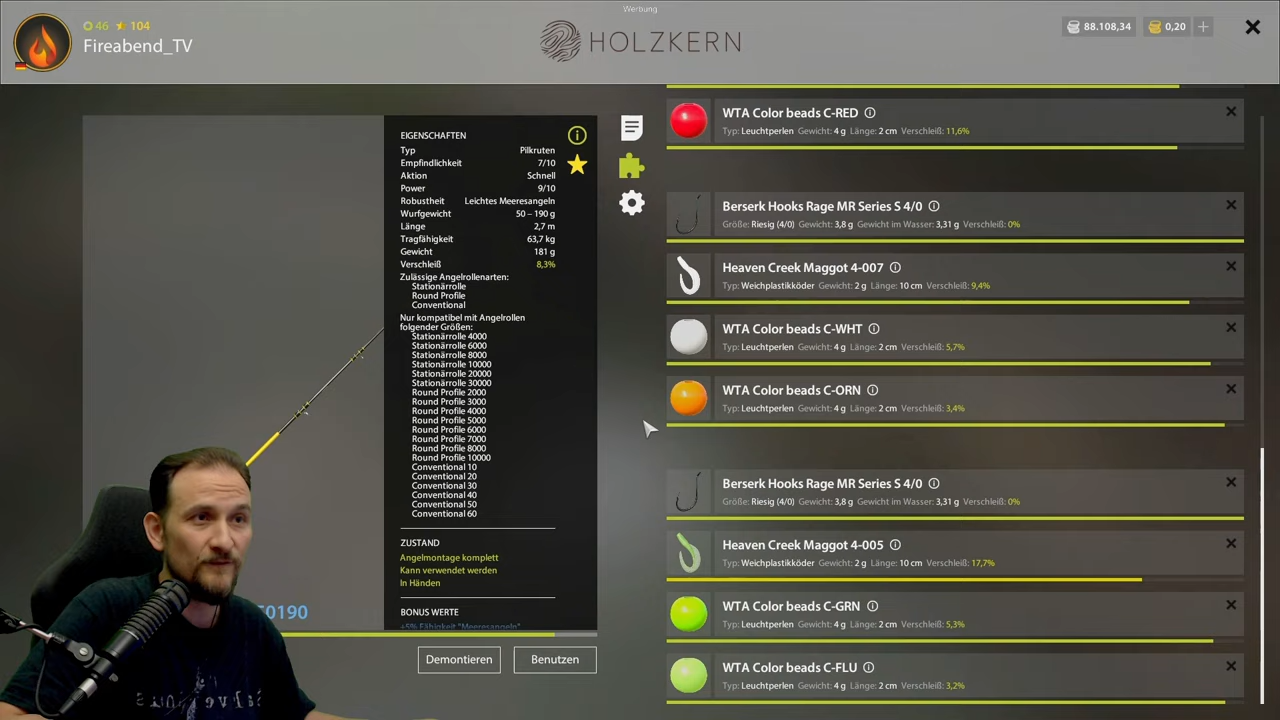 Werbung
46 104
Fireabend_TV
HOLZKERN
88.108,34
0,20
EIGENSCHAFTEN
Typ Pilkruten
Empfindlichkeit 7/10
Aktion Schnell
Power 9/10
Robustheit Leichtes Meeresangeln
Wurfgewicht 50 – 190 g
Länge 2,7 m
Tragfähigkeit 63,7 kg
Gewicht 181 g
Verschleiß 8,3%
Zulässige Angelrollenarten:
Stationärrolle
Round Profile
Conventional
Nur kompatibel mit Angelrollen
folgender Größen:
Stationärrolle 4000
Stationärrolle 6000
Stationärrolle 8000
Stationärrolle 10000
Stationärrolle 20000
Stationärrolle 30000
Round Profile 2000
Round Profile 3000
Round Profile 4000
Round Profile 5000
Round Profile 6000
Round Profile 7000
Round Profile 8000
Round Profile 10000
Conventional 10
Conventional 20
Conventional 30
Conventional 40
Conventional 50
Conventional 60
ZUSTAND
Angelmontage komplett
Kann verwendet werden
In Händen
BONUS WERTE
+5% Fähigkeit "Meeresangeln"
0190
Demontieren
Benutzen
WTA Color beads C-RED
Typ: Leuchtperlen Gewicht: 4 g Länge: 2 cm Verschleiß: 11,6%
Berserk Hooks Rage MR Series S 4/0
Größe: Riesig (4/0) Gewicht: 3,8 g Gewicht im Wasser: 3,31 g Verschleiß: 0%
Heaven Creek Maggot 4-007
Typ: Weichplastikköder Gewicht: 2 g Länge: 10 cm Verschleiß: 9,4%
WTA Color beads C-WHT
Typ: Leuchtperlen Gewicht: 4 g Länge: 2 cm Verschleiß: 5,7%
WTA Color beads C-ORN
Typ: Leuchtperlen Gewicht: 4 g Länge: 2 cm Verschleiß: 3,4%
Berserk Hooks Rage MR Series S 4/0
Größe: Riesig (4/0) Gewicht: 3,8 g Gewicht im Wasser: 3,31 g Verschleiß: 0%
Heaven Creek Maggot 4-005
Typ: Weichplastikköder Gewicht: 2 g Länge: 10 cm Verschleiß: 17,7%
WTA Color beads C-GRN
Typ: Leuchtperlen Gewicht: 4 g Länge: 2 cm Verschleiß: 5,3%
WTA Color beads C-FLU
Typ: Leuchtperlen Gewicht: 4 g Länge: 2 cm Verschleiß: 3,2%